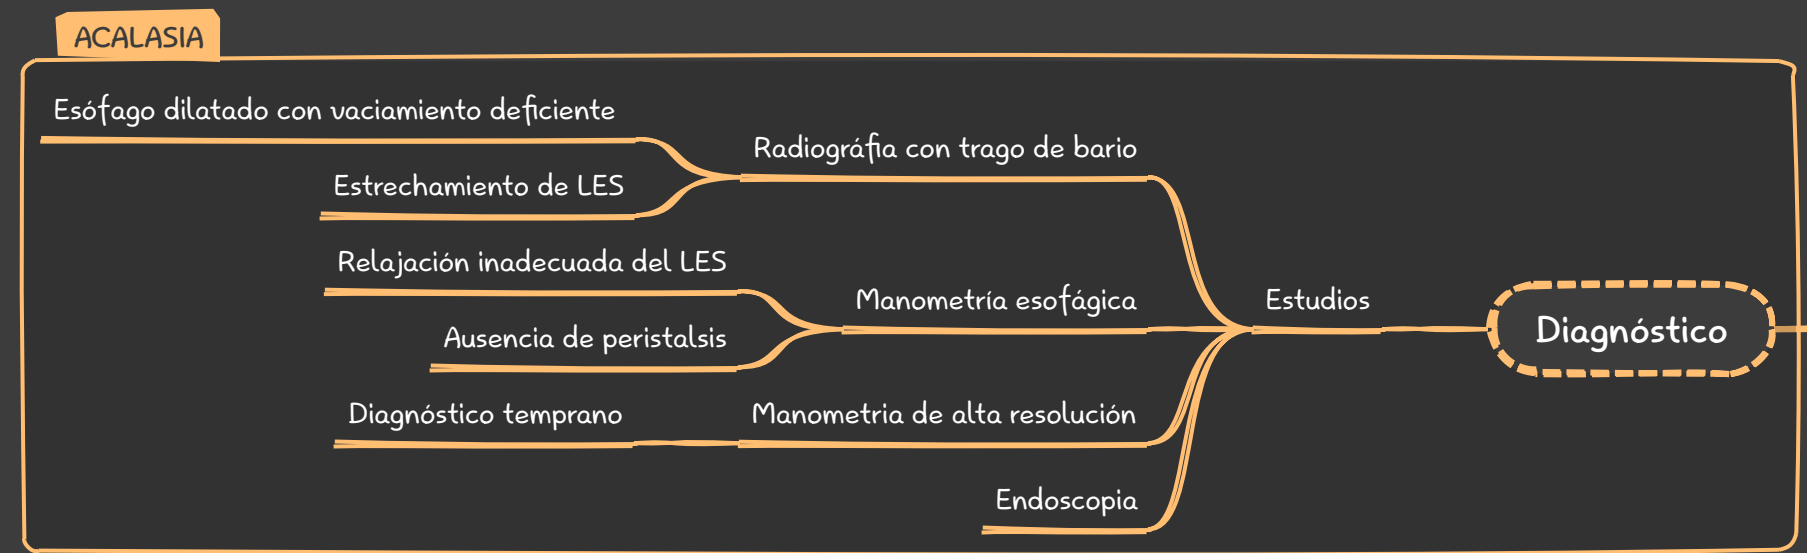 ACALASIA
Esófago dilatado con vaciamiento deficiente
Radiográfia con trago de bario
Estrechamiento de LES
Relajación inadecuada del LES
Manometría esofágica
Estudios
Diagnóstico
Ausencia de peristalsis
Diagnóstico temprano
Manometria de alta resolución
Endoscopia